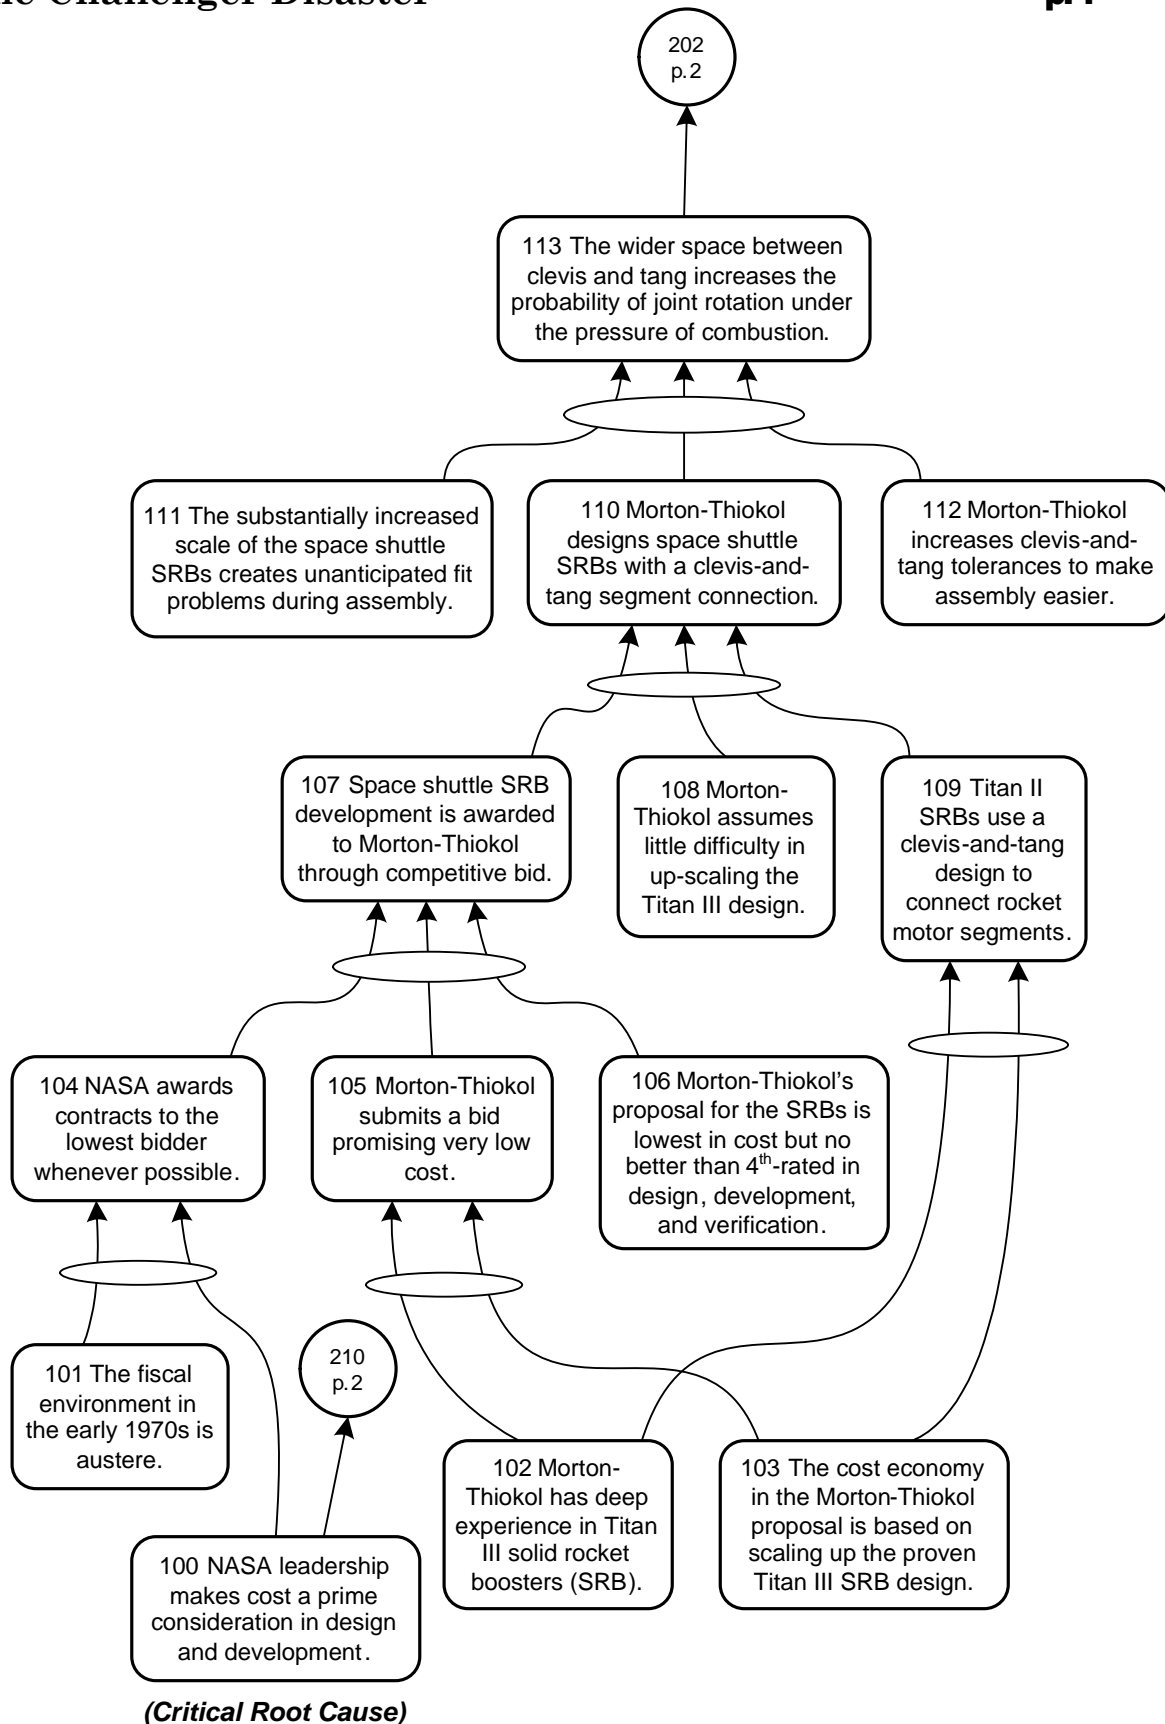 The Challenger Disaster
p.1
202
p.2
113 The wider space between
clevis and tang increases the
probability of joint rotation under
the pressure of combustion.
111 The substantially increased
scale of the space shuttle
SRBs creates unanticipated fit
problems during assembly.
110 Morton-Thiokol
designs space shuttle
SRBs with a clevis-and-
tang segment connection.
112 Morton-Thiokol
increases clevis-and-
tang tolerances to make
assembly easier.
107 Space shuttle SRB
development is awarded
to Morton-Thiokol
through competitive bid.
108 Morton-
Thiokol assumes
little difficulty in
up-scaling the
Titan III design.
109 Titan II
SRBs use a
clevis-and-tang
design to
connect rocket
motor segments.
104 NASA awards
contracts to the
lowest bidder
whenever possible.
105 Morton-Thiokol
submits a bid
promising very low
cost.
106 Morton-Thiokol’s
proposal for the SRBs is
lowest in cost but no
better than 4th-rated in
design, development,
and verification.
101 The fiscal
environment in
the early 1970s is
austere.
210
p.2
102 Morton-
Thiokol has deep
experience in Titan
III solid rocket
boosters (SRB).
103 The cost economy
in the Morton-Thiokol
proposal is based on
scaling up the proven
Titan III SRB design.
100 NASA leadership
makes cost a prime
consideration in design
and development.
(Critical Root Cause)